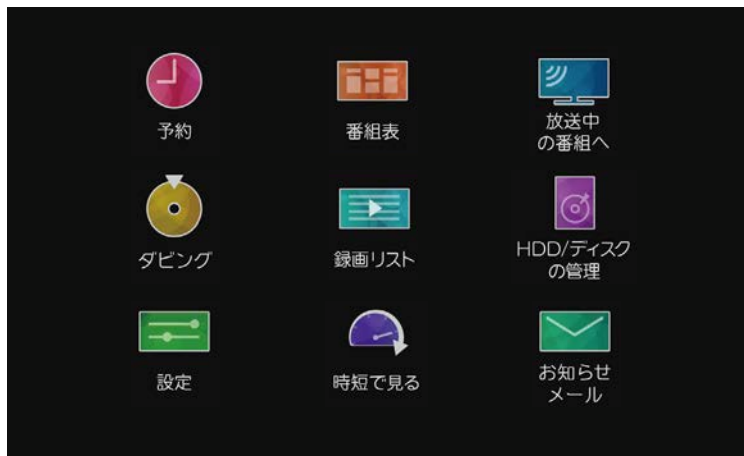 予約
番組表
放送中
の番組へ
ダビング
録画リスト
HDD/ディスク
の管理
設定
時短で見る
お知らせ
メール